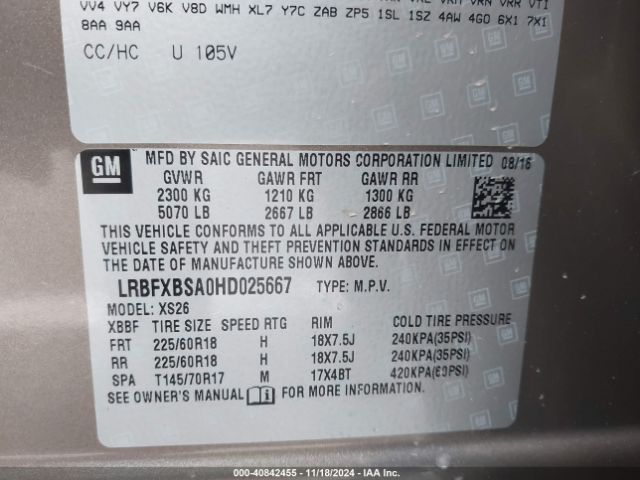 VV4 VY7 V6K V8D WMH XL7 Y7C ZAB ZP5 1SL 1SZ 4AW 4G0 6X1 7X1
8AA 9AA
CC/HC U 105V
GM
MFD BY SAIC GENERAL MOTORS CORPORATION LIMITED 08/16
GVWR GAWR FRT GAWR RR
2300 KG 1210 KG 1300 KG
5070 LB 2667 LB 2866 LB
THIS VEHICLE CONFORMS TO ALL APPLICABLE U.S. FEDERAL MOTOR
VEHICLE SAFETY AND THEFT PREVENTION STANDARDS IN EFFECT ON
THE DATE OF MANUFACTURE SHOWN ABOVE.
LRBFXBSA0HD025667 TYPE: M.P.V.
MODEL: XS26
XBBF TIRE SIZE SPEED RTG RIM COLD TIRE PRESSURE
FRT 225/60R18 H 18X7.5J 240KPA(35PSI)
RR 225/60R18 H 18X7.5J 240KPA(35PSI)
SPA T145/70R17 M 17X4BT 420KPA(60PSI)
SEE OWNER'S MANUAL FOR MORE INFORMATION.
000-40842455 - 11/18/2024 - IAA Inc.